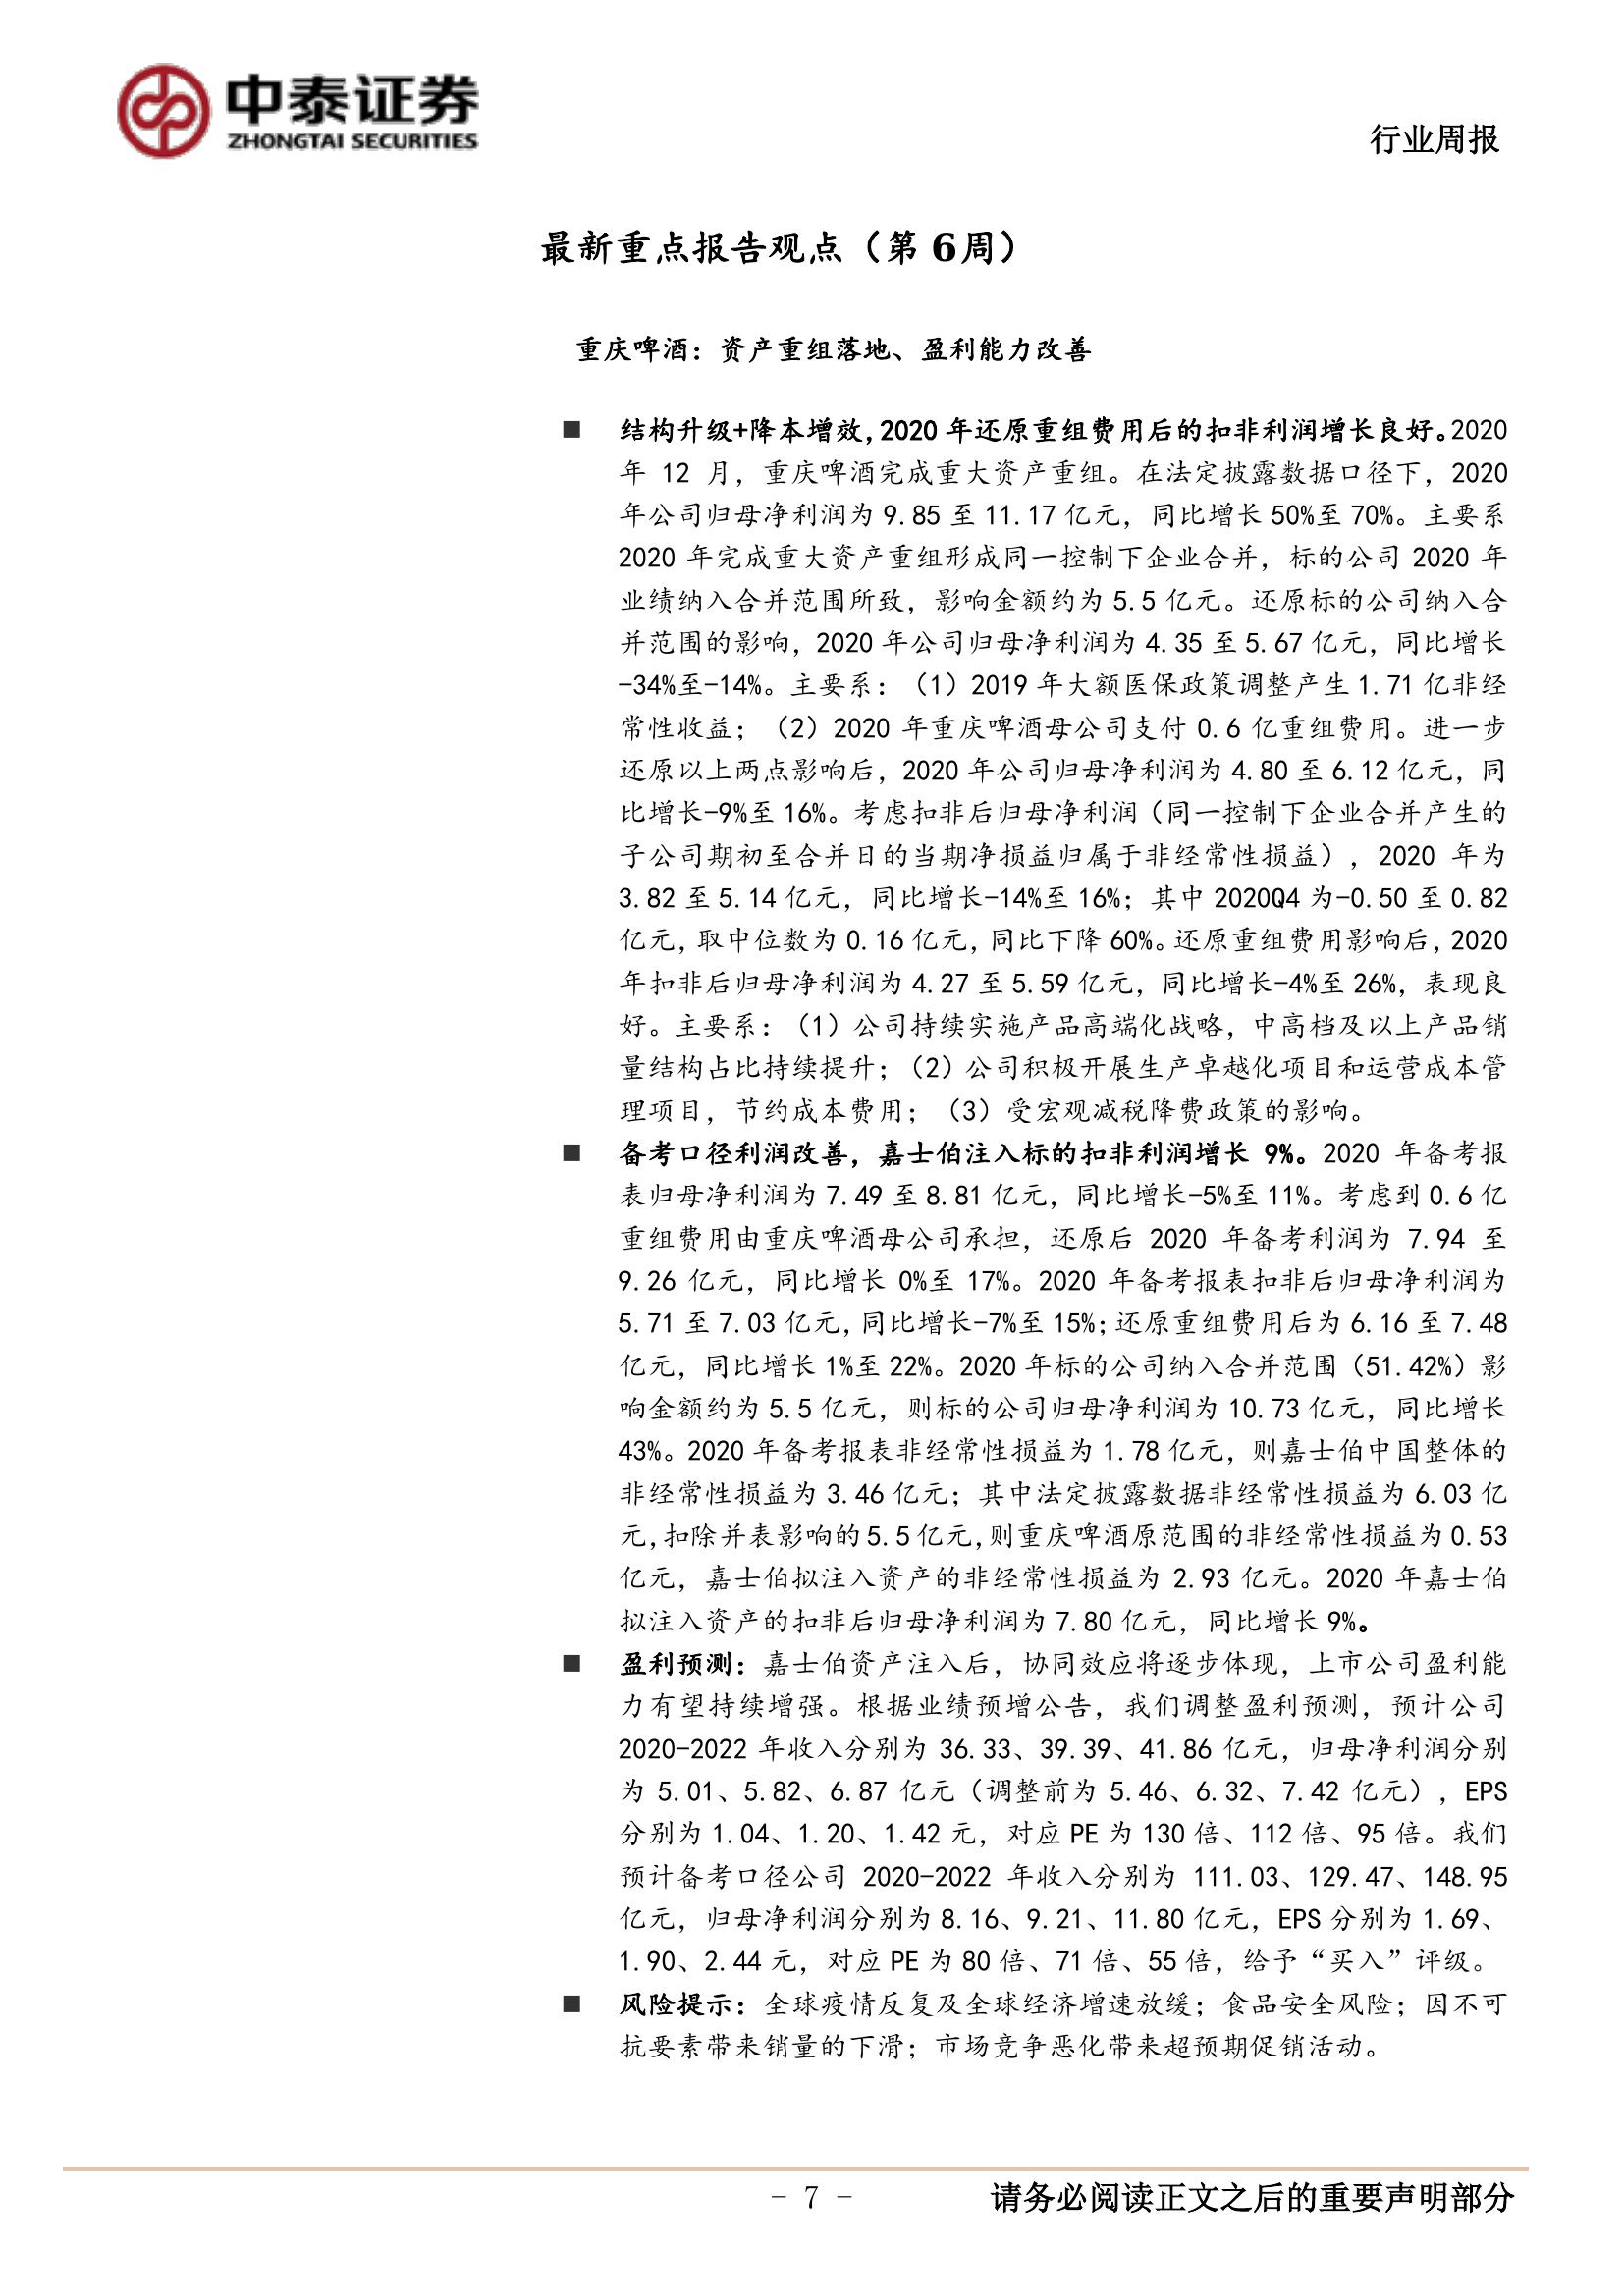 中泰证券
ZHONGTAI SECURITIES
行业周报
最新重点报告观点（第 6周）
重庆啤酒：资产重组落地、盈利能力改善
■ 结构升级+降本增效，2020 年还原重组费用后的扣非利润增长良好。2020
年 12 月，重庆啤酒完成重大资产重组。在法定披露数据口径下，2020
年公司归母净利润为 9.85 至 11.17 亿元，同比增长 50%至 70%。主要系
2020 年完成重大资产重组形成同一控制下企业合并，标的公司 2020 年
业绩纳入合并范围所致，影响金额约为 5.5 亿元。还原标的公司纳入合
并范围的影响，2020 年公司归母净利润为 4.35 至 5.67 亿元，同比增长
-34%至-14%。主要系：（1）2019 年大额医保政策调整产生 1.71 亿非经
常性收益；（2）2020 年重庆啤酒母公司支付 0.6 亿重组费用。进一步
还原以上两点影响后，2020 年公司归母净利润为 4.80 至 6.12 亿元，同
比增长-9%至 16%。考虑扣非后归母净利润（同一控制下企业合并产生的
子公司期初至合并日的当期净损益归属于非经常性损益），2020 年为
3.82 至 5.14 亿元，同比增长-14%至 16%；其中 2020Q4 为-0.50 至 0.82
亿元，取中位数为 0.16 亿元，同比下降 60%。还原重组费用影响后，2020
年扣非后归母净利润为 4.27 至 5.59 亿元，同比增长-4%至 26%，表现良
好。主要系：（1）公司持续实施产品高端化战略，中高档及以上产品销
量结构占比持续提升；（2）公司积极开展生产卓越化项目和运营成本管
理项目，节约成本费用；（3）受宏观减税降费政策的影响。
■ 备考口径利润改善，嘉士伯注入标的扣非利润增长 9%。2020 年备考报
表归母净利润为 7.49 至 8.81 亿元，同比增长-5%至 11%。考虑到 0.6 亿
重组费用由重庆啤酒母公司承担，还原后 2020 年备考利润为 7.94 至
9.26 亿元，同比增长 0%至 17%。2020 年备考报表扣非后归母净利润为
5.71 至 7.03 亿元，同比增长-7%至 15%；还原重组费用后为 6.16 至 7.48
亿元，同比增长 1%至 22%。2020 年标的公司纳入合并范围（51.42%）影
响金额约为 5.5 亿元，则标的公司归母净利润为 10.73 亿元，同比增长
43%。2020 年备考报表非经常性损益为 1.78 亿元，则嘉士伯中国整体的
非经常性损益为 3.46 亿元；其中法定披露数据非经常性损益为 6.03 亿
元，扣除并表影响的 5.5 亿元，则重庆啤酒原范围的非经常性损益为 0.53
亿元，嘉士伯拟注入资产的非经常性损益为 2.93 亿元。2020 年嘉士伯
拟注入资产的扣非后归母净利润为 7.80 亿元，同比增长 9%。
■ 盈利预测：嘉士伯资产注入后，协同效应将逐步体现，上市公司盈利能
力有望持续增强。根据业绩预增公告，我们调整盈利预测，预计公司
2020-2022 年收入分别为 36.33、39.39、41.86 亿元，归母净利润分别
为 5.01、5.82、6.87 亿元（调整前为 5.46、6.32、7.42 亿元），EPS
分别为 1.04、1.20、1.42 元，对应 PE 为 130 倍、112 倍、95 倍。我们
预计备考口径公司 2020-2022 年收入分别为 111.03、129.47、148.95
亿元，归母净利润分别为 8.16、9.21、11.80 亿元，EPS 分别为 1.69、
1.90、2.44 元，对应 PE 为 80 倍、71 倍、55 倍，给予“买入”评级。
■ 风险提示：全球疫情反复及全球经济增速放缓；食品安全风险；因不可
抗要素带来销量的下滑；市场竞争恶化带来超预期促销活动。
- 7 -
请务必阅读正文之后的重要声明部分